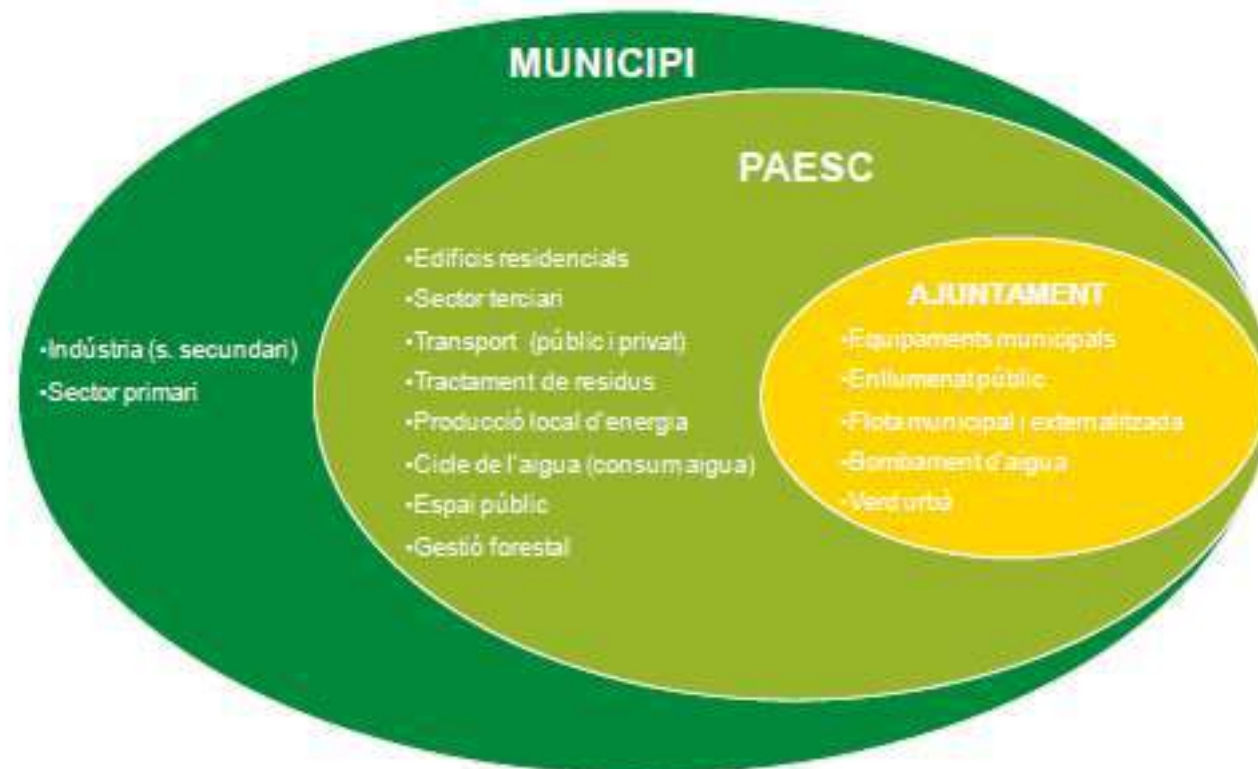 MUNICIPI
•Indústria (s. secundari)
•Sector primari
PAESC
•Edificis residencials
•Sector terciari
•Transport (públic i privat)
•Tractament de residus
•Producció local d'energia
•Cicle de l'aigua (consum aigua)
•Espai públic
•Gestió forestal
AJUNTAMENT
•Equipaments municipals
•Enllumenat públic
•Flota municipal i externalitzada
•Bombament d'aigua
•Verd urbà